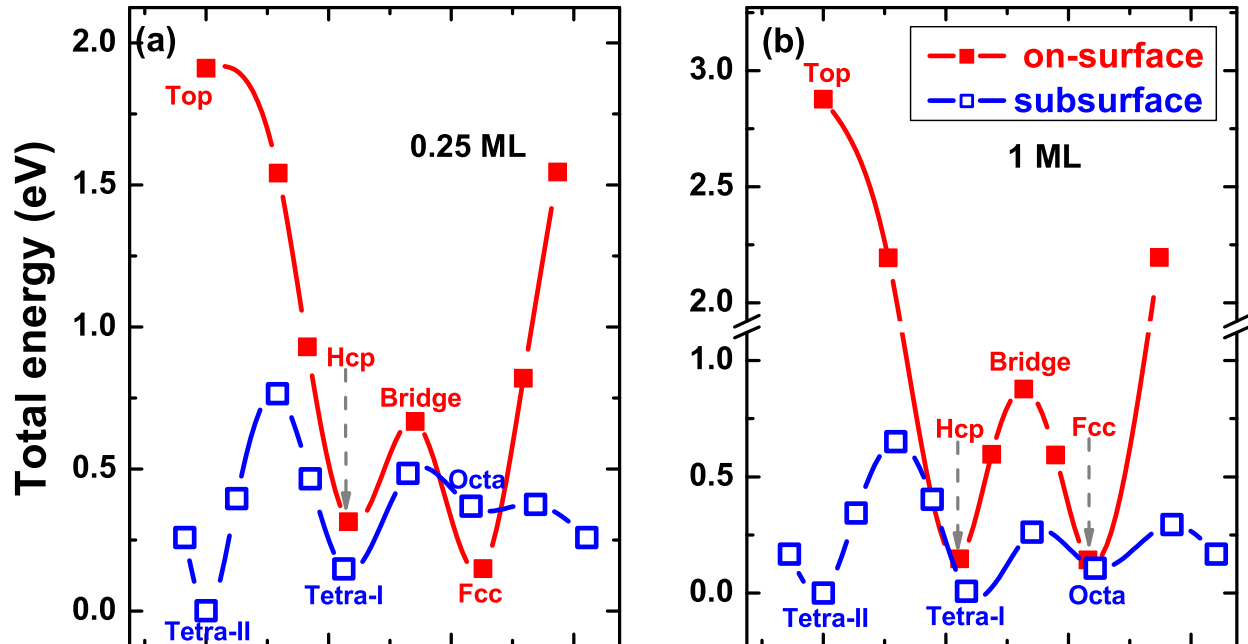 Total energy (eV)
2.0
1.5
1.0
0.5
0.0
(a)
Top
0.25 ML
Hcp
Bridge
Octa
Tetra-I
Fcc
Tetra-II
3.0
2.5
2.0
1.0
0.5
0.0
(b)
on-surface
subsurface
Top
1 ML
Bridge
Hcp
Fcc
Tetra-II
Tetra-I
Octa